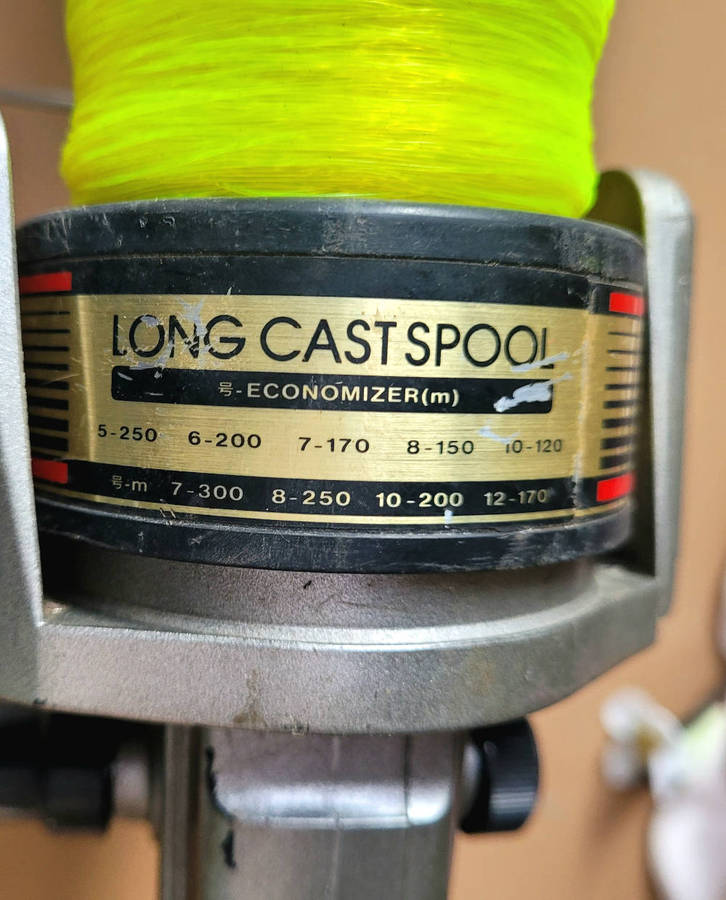 LONG CAST SPOOL
号-ECONOMIZER(m)
5-250 6-200 7-170 8-150 10-120
号-m 7-300 8-250 10-200 12-170